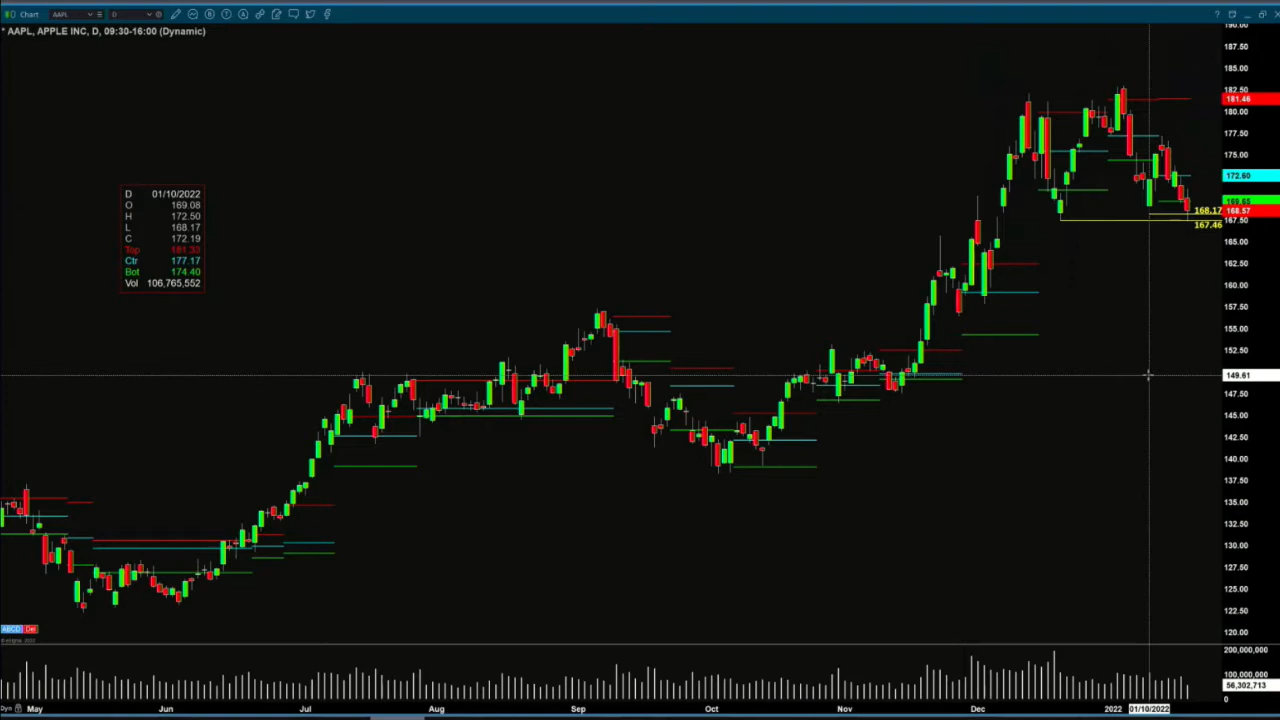 Chart AAPL D
* AAPL, APPLE INC, D, 09:30-16:00 (Dynamic)
190.00
187.50
185.00
182.50
181.46
180.00
177.50
175.00
172.60
169.65
168.17
168.57
167.50
167.46
165.00
162.50
160.00
157.50
155.00
152.50
149.61
147.50
145.00
142.50
140.00
137.50
135.00
132.50
130.00
127.50
125.00
122.50
120.00
D 01/10/2022
O 169.08
H 172.50
L 168.17
C 172.19
Top 181.33
Ctr 177.17
Bot 174.40
Vol 106,765,552
ABCD Del
200,000,000
100,000,000
56,302,713
0
Dyn May Jun Jul Aug Sep Oct Nov Dec 2022 01/10/2022